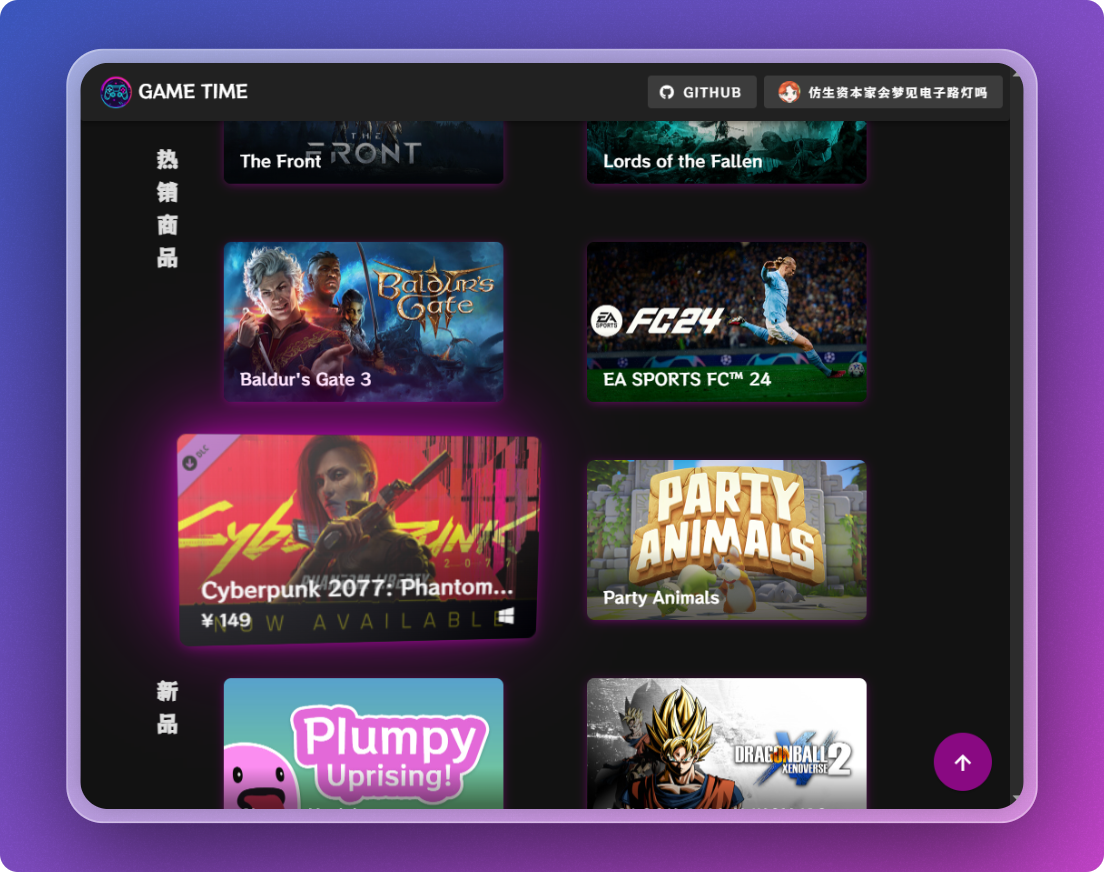 GAME TIME
GITHUB
仿生资本家会梦见电子路灯吗
热销商品
THE
FRONT
The Front
Lords of the Fallen
Baldur's
Gate
Baldur's Gate 3
EA
SPORTS
FC24
EA SPORTS FC™ 24
DLC
Cyberpunk
2077
PHANTOM LIBERTY
Cyberpunk 2077: Phantom...
NOW AVAILABLE
¥ 149
PARTY
ANIMALS
Party Animals
新品
Plumpy
Uprising!
DRAGONBALL
XENOVERSE 2